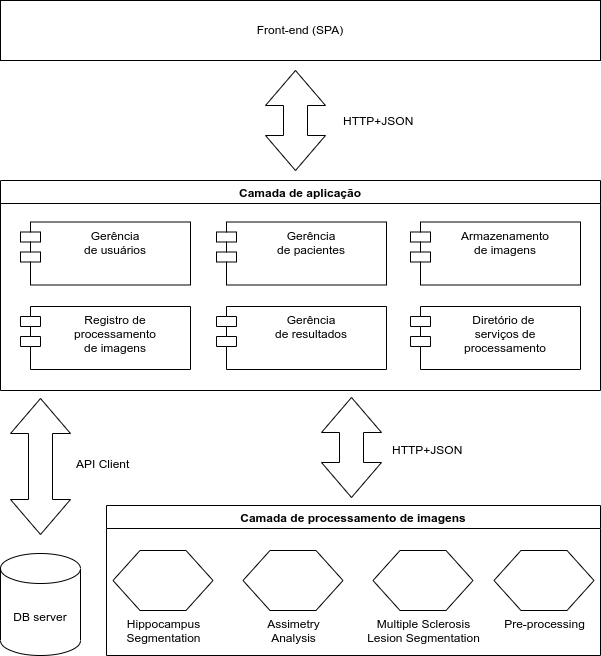 Front-end (SPA)
HTTP+JSON
Camada de aplicação
Gerência
de usuários
Gerência
de pacientes
Armazenamento
de imagens
Registro de
processamento
de imagens
Gerência
de resultados
Diretório de
serviços de
processamento
API Client
HTTP+JSON
DB server
Camada de processamento de imagens
Hippocampus
Segmentation
Assimetry
Analysis
Multiple Sclerosis
Lesion Segmentation
Pre-processing